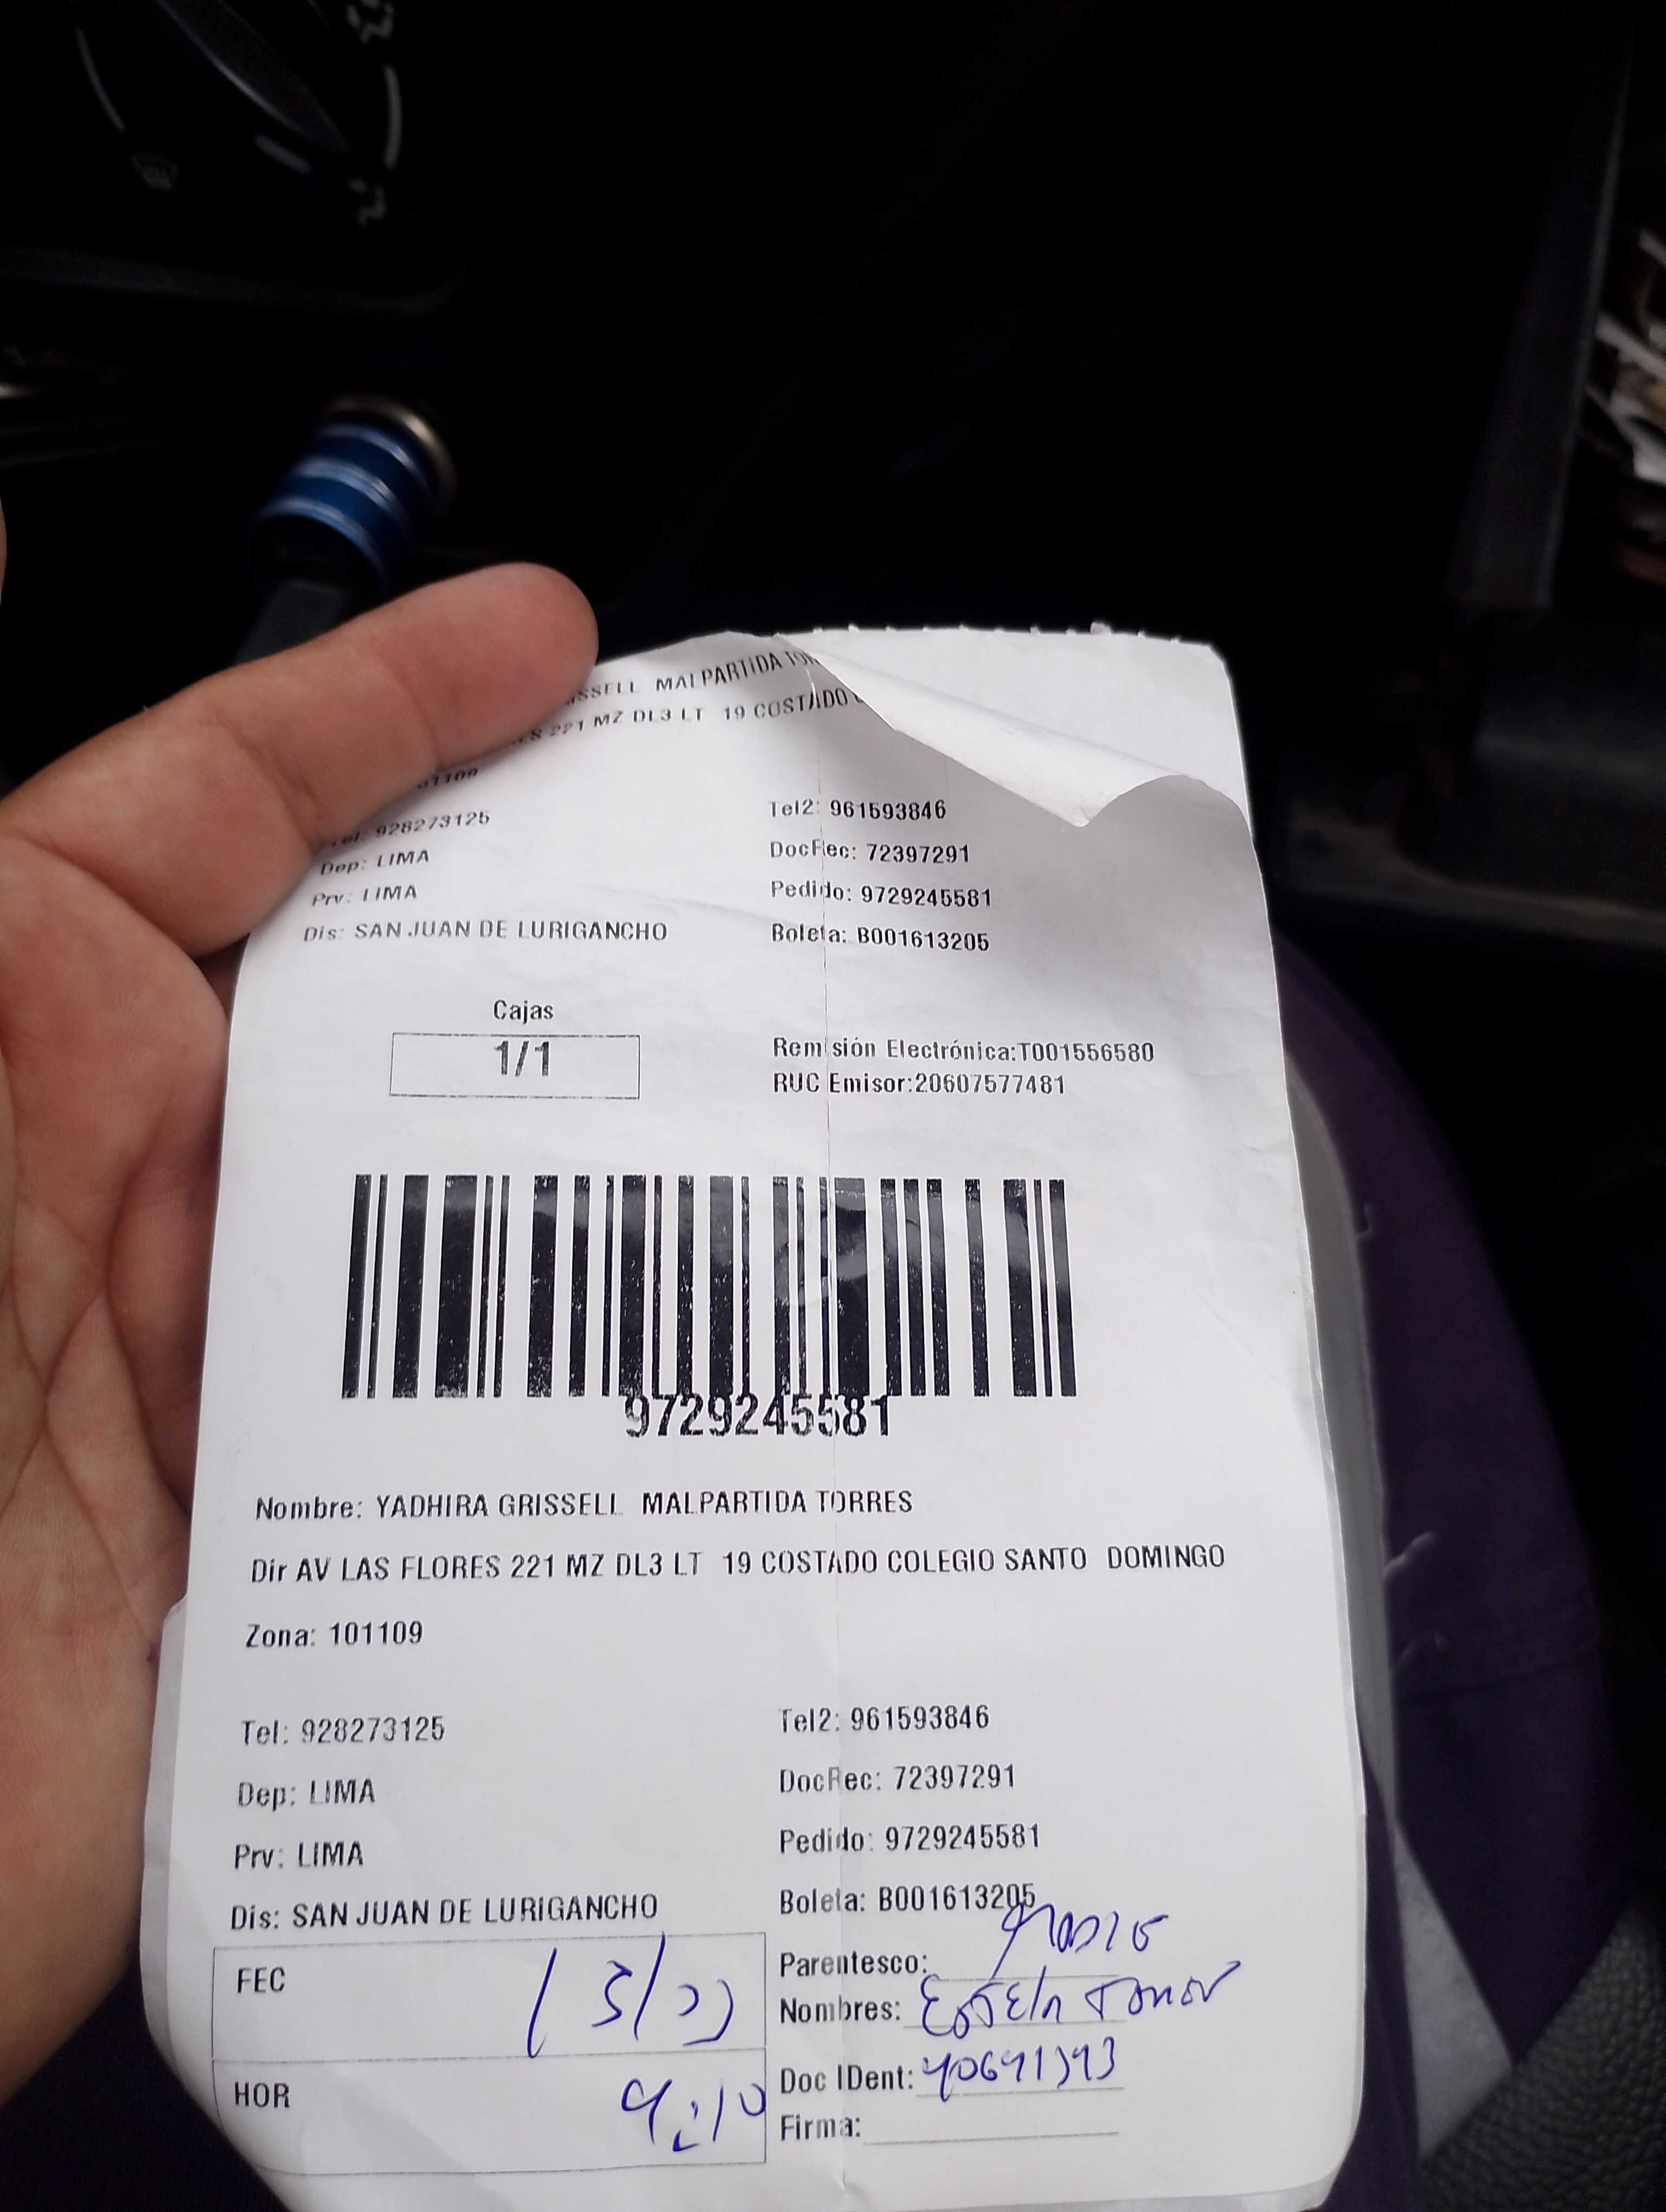 MALPARTIDA
221 MZ DL3 LT 19 COSTADO
Tel: 928273125
Tel2: 961593846
Dep: LIMA
DocRec: 72397291
Prv: LIMA
Pedido: 9729245581
Dis: SAN JUAN DE LURIGANCHO
Boleta: B001613205
Cajas
1/1
Remisión Electrónica:T001556580
RUC Emisor:20607577481
9729245581
Nombre: YADHIRA GRISSELL MALPARTIDA TORRES
Dir AV LAS FLORES 221 MZ DL3 LT 19 COSTADO COLEGIO SANTO DOMINGO
Zona: 101109
Tel: 928273125
Tel2: 961593846
Dep: LIMA
DocRec: 72397291
Prv: LIMA
Pedido: 9729245581
Dis: SAN JUAN DE LURIGANCHO
Boleta: B001613205
FEC
Parentesco:
Nombres:
HOR
Doc IDent:
Firma: